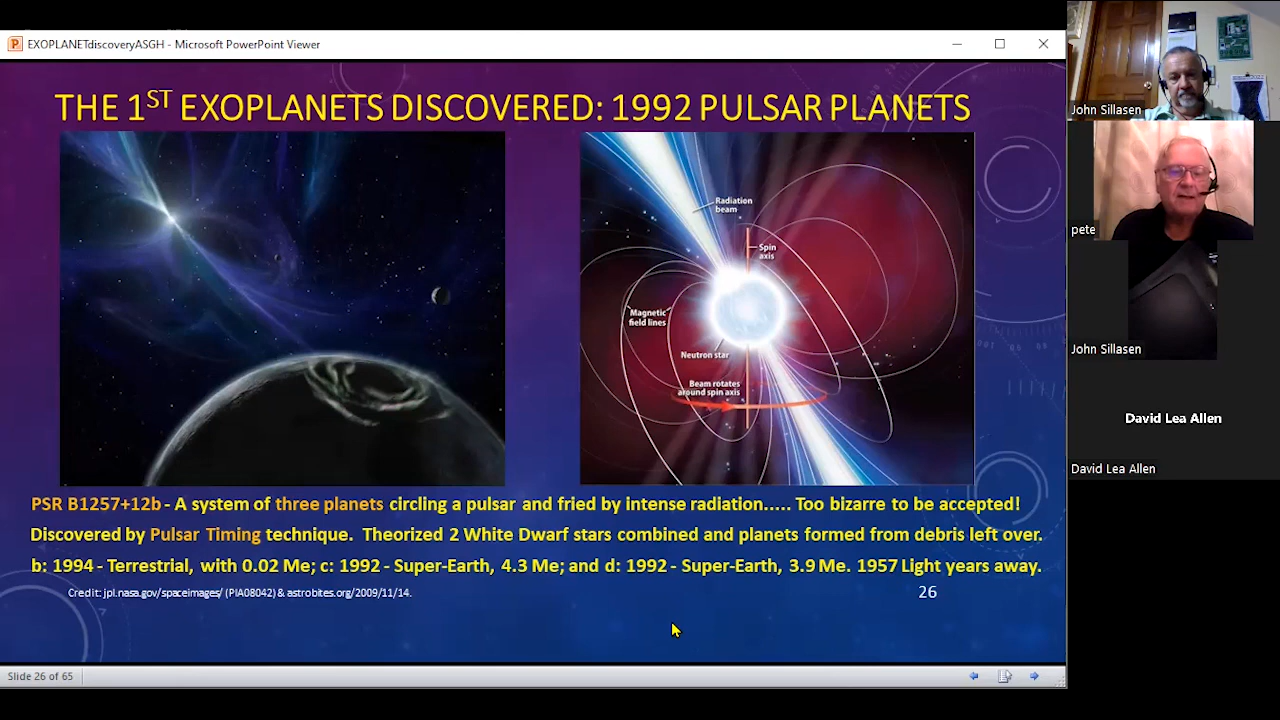 EXOPLANETdiscoveryASGH - Microsoft PowerPoint Viewer
THE 1ST EXOPLANETS DISCOVERED: 1992 PULSAR PLANETS
Radiation
beam
Spin
axis
Magnetic
field lines
Neutron star
Beam rotates
around spin axis
PSR B1257+12b - A system of three planets circling a pulsar and fried by intense radiation..... Too bizarre to be accepted!
Discovered by Pulsar Timing technique. Theorized 2 White Dwarf stars combined and planets formed from debris left over.
b: 1994 - Terrestrial, with 0.02 Me; c: 1992 - Super-Earth, 4.3 Me; and d: 1992 - Super-Earth, 3.9 Me. 1957 Light years away.
Credit: jpl.nasa.gov/spaceimages/ (PIA08042) & astrobites.org/2009/11/14.
26
Slide 26 of 65
John Sillasen
pete
John Sillasen
David Lea Allen
David Lea Allen